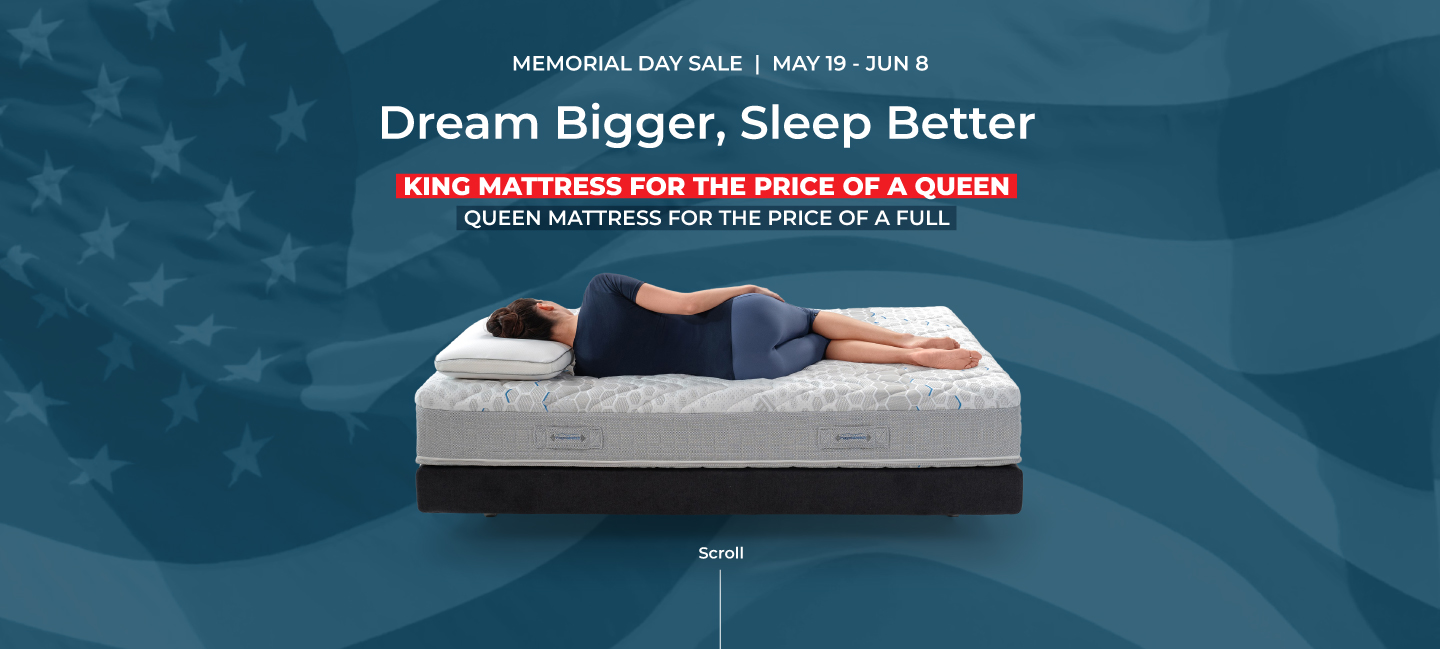 MEMORIAL DAY SALE | MAY 19 - JUN 8
Dream Bigger, Sleep Better
KING MATTRESS FOR THE PRICE OF A QUEEN
QUEEN MATTRESS FOR THE PRICE OF A FULL
Scroll